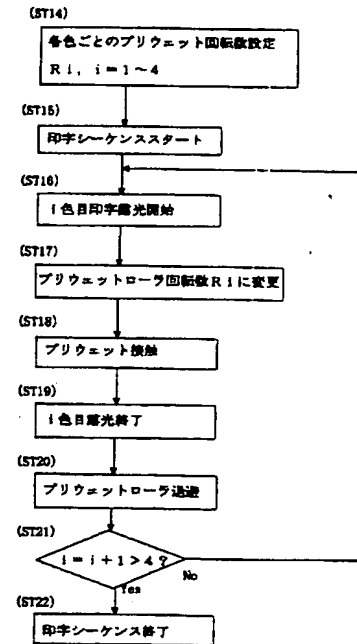 (ST14)
各色ごとのプリウェット回転数設定
Ri, i=1~4
(ST15)
印字シーケンススタート
(ST16)
i色目印字露光開始
(ST17)
プリウェットローラ回転数Riに変更
(ST18)
プリウェット接触
(ST19)
i色目露光終了
(ST20)
プリウェットローラ退避
(ST21)
i=i+1>4?
No
Yes
(ST22)
印字シーケンス終了